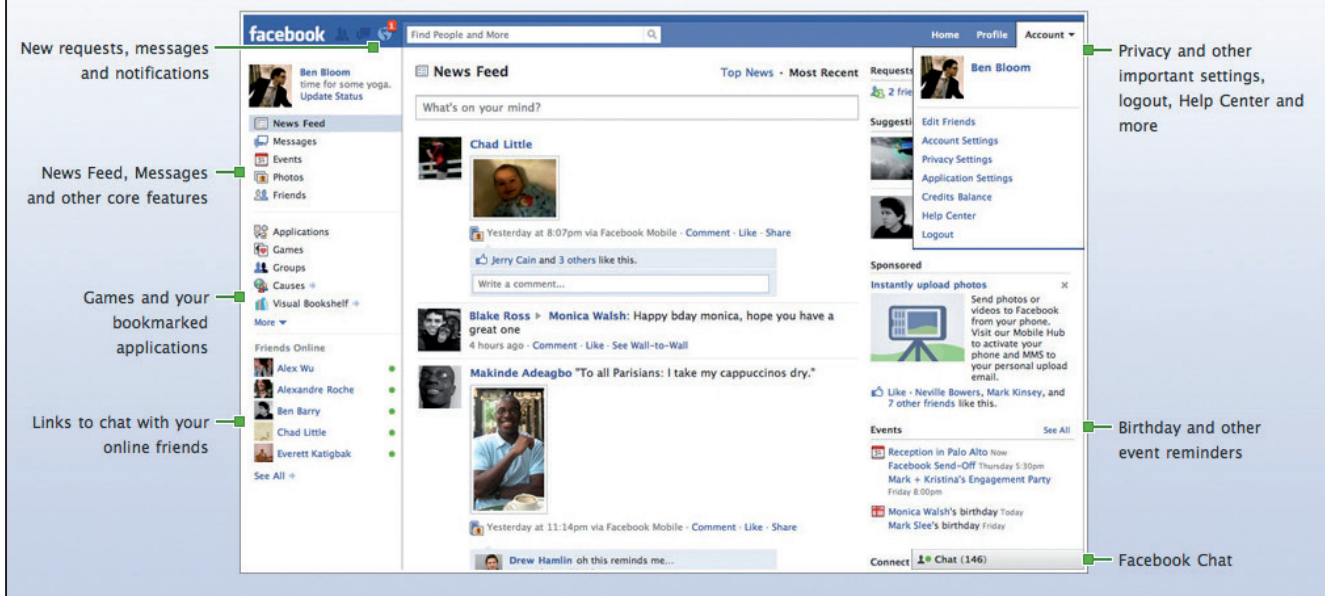 New requests, messages
and notifications
News Feed, Messages
and other core features
Games and your
bookmarked
applications
Links to chat with your
online friends
facebook
1
Find People and More
Home Profile Account
Ben Bloom
time for some yoga.
Update Status
News Feed
Messages
31
Events
Photos
Friends
Applications
Games
Groups
Causes
Visual Bookshelf
More
Friends Online
Alex Wu
Alexandre Roche
Ben Barry
Chad Little
Everett Katigbak
See All
News Feed
Top News · Most Recent
What's on your mind?
Chad Little
Yesterday at 8:07pm via Facebook Mobile · Comment · Like · Share
Jerry Cain and 3 others like this.
Write a comment...
Blake Ross ▸ Monica Walsh: Happy bday monica, hope you have a
great one
4 hours ago · Comment · Like · See Wall-to-Wall
Makinde Adeagbo "To all Parisians: I take my cappuccinos dry."
Yesterday at 11:14pm via Facebook Mobile · Comment · Like · Share
Drew Hamlin oh this reminds me...
Requests
2 frie
Suggesti
Ben Bloom
Edit Friends
Account Settings
Privacy Settings
Application Settings
Credits Balance
Help Center
Logout
Sponsored
Instantly upload photos
Send photos or
videos to Facebook
from your phone.
Visit our Mobile Hub
to activate your
phone and MMS to
your personal upload
email.
Like · Neville Bowers, Mark Kinsey, and
7 other friends like this.
Events See All
31
Reception in Palo Alto Now
Facebook Send-Off Thursday 5:30pm
Mark + Kristina's Engagement Party
Friday 8:00pm
Monica Walsh's birthday Today
Mark Slee's birthday Friday
Connect
Chat (146)
Privacy and other
important settings,
logout, Help Center and
more
Birthday and other
event reminders
Facebook Chat